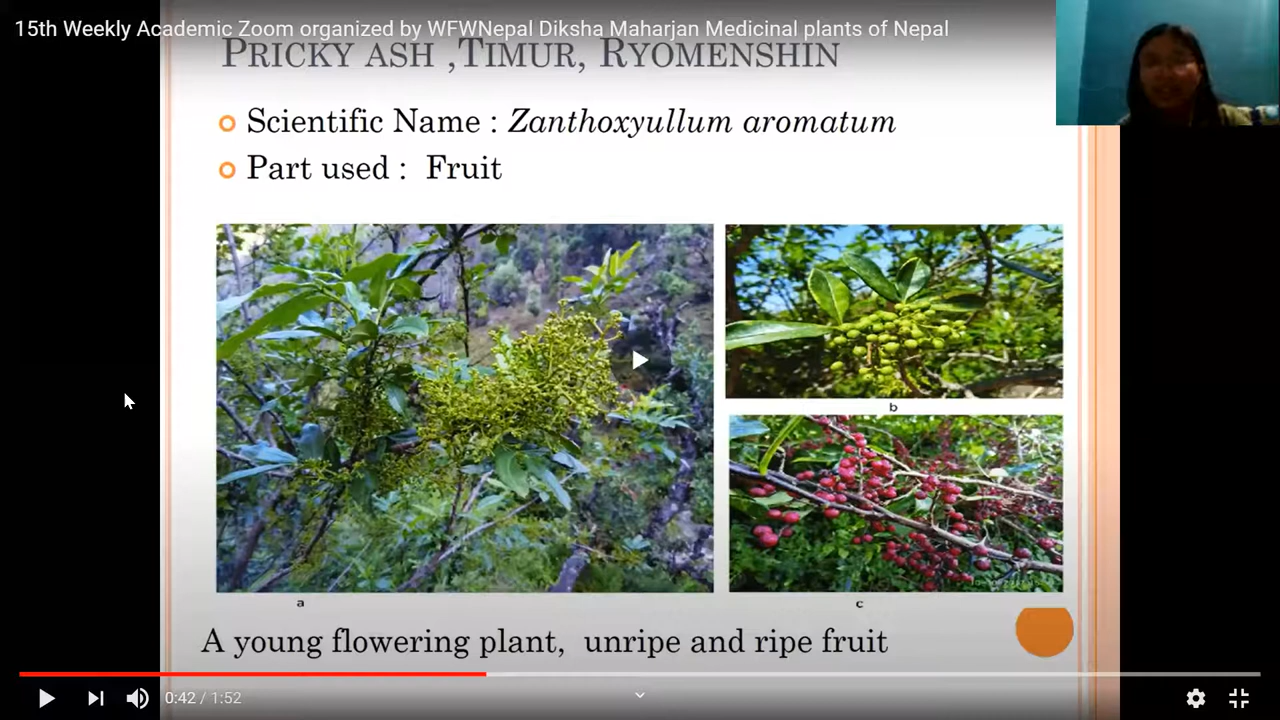 15th Weekly Academic Zoom organized by WFWNepal Diksha Maharjan Medicinal plants of Nepal
PRICKY ASH ,TIMUR, RYOMENSHIN
Scientific Name : Zanthoxyullum aromatum
Part used : Fruit
b
a
c
A young flowering plant, unripe and ripe fruit
0:42 / 1:52